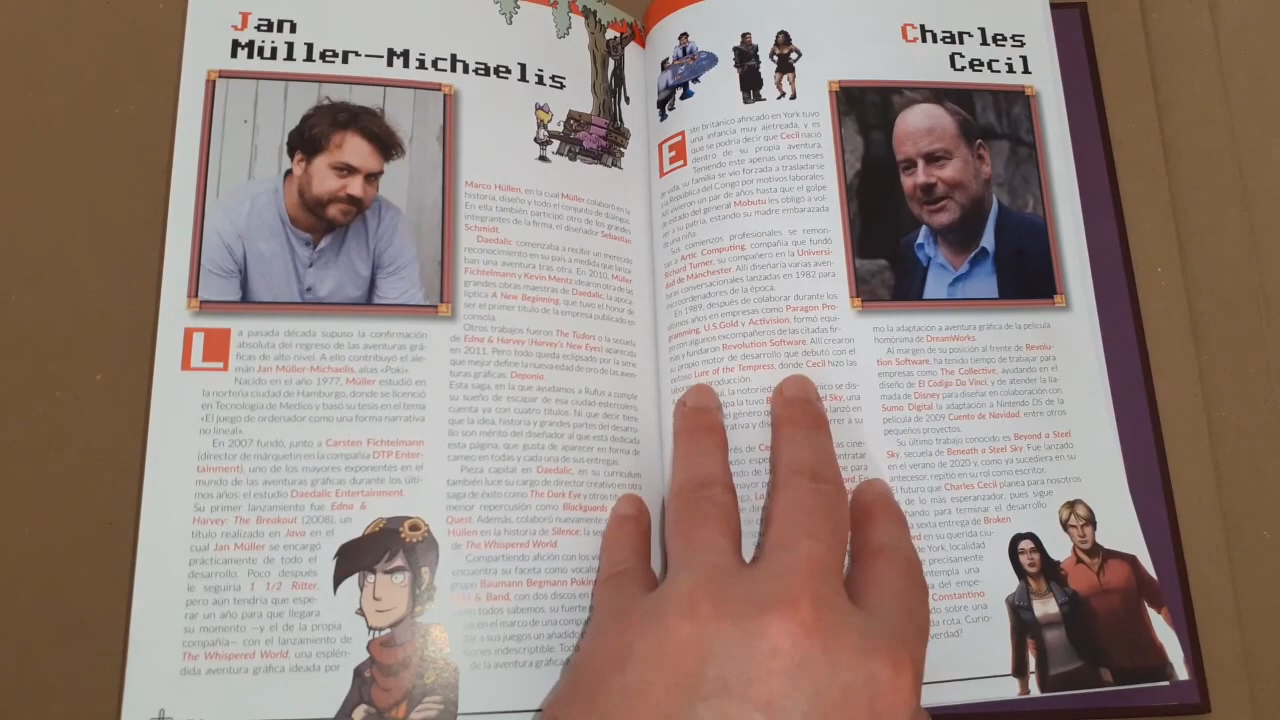 Jan
Müller-Michaelis
La pasada década supuso la confirmación
absoluta del regreso de las aventuras grá-
ficas de alto nivel. A ello contribuyó el ale-
mán Jan Müller-Michaelis, alias «Poki».
Nacido en el año 1977, Müller estudió en
la norteña ciudad de Hamburgo, donde se licenció
en Tecnología de Medios y basó su tesis en el tema
«El juego de ordenador como una forma narrativa
no lineal».
En 2007 fundó, junto a Carsten Fichtelmann
(director de márquetin en la compañía DTP Enter-
tainment), uno de los mayores exponentes en el
mundo de las aventuras gráficas durante los últi-
mos años: el estudio Daedalic Entertainment.
Su primer lanzamiento fue Edna &
Harvey: The Breakout (2008), un
título realizado en Java en el
cual Jan Müller se encargó
prácticamente de todo el
desarrollo. Poco después
le seguiría 1 1/2 Ritter,
pero aún tendría que espe-
rar un año para que llegara
su momento —y el de la propia
compañía— con el lanzamiento de
The Whispered World, una esplén-
dida aventura gráfica ideada por
Marco Hüllen, en la cual Müller colaboró en la
historia, diseño y todo el conjunto de diálogos.
En ella también participó otro de los grandes
integrantes de la firma, el diseñador Sebastian
Schmidt.
Daedalic comenzaba a recibir un merecido
reconocimiento en su país a medida que lanza-
ban una aventura tras otra. En 2010, Müller
Fichtelmann y Kevin Mentz idearon otra de las
grandes obras maestras de Daedalic, la apoca-
líptica A New Beginning, que tuvo el honor de
ser el primer título de la empresa publicado en
consola.
Otros trabajos fueron The Tudors o la secuela
de Edna & Harvey (Harvey's New Eyes) aparecida
en 2011. Pero todo queda eclipsado por la serie
que mejor define la nueva edad de oro de las aven-
turas gráficas: Deponia.
Esta saga, en la que ayudamos a Rufus a cumplir
su sueño de escapar de esa ciudad-estercolero,
cuenta ya con cuatro títulos. Ni que decir tiene
que la idea, historia y grandes partes del desarro-
llo son mérito del diseñador al que está dedicada
esta página, que gusta de aparecer en forma de
cameo en todas y cada una de sus entregas.
Pieza capital en Daedalic, en su currículum
también luce su cargo de director creativo en otra
saga de éxito como The Dark Eye y otros
menor repercusión como Blackguards
Quest. Además, colaboró nuevamente
Hüllen en la historia de Silence, la
de The Whispered World.
Compartiendo afición con los
encuentra su faceta como vocalis
grupo Baumann Begmann Pokin
& Band, con dos discos en
todos sabemos, su fuerte
en el marco de una compa
a sus juegos un añadido
indescriptible. Todo
de la aventura gráfica
Charles
Cecil
Este británico afincado en York tuvo
una infancia muy ajetreada, y es
que se podría decir que Cecil nació
dentro de su propia aventura.
Teniendo este apenas unos meses
de vida, su familia se vio forzada a trasladarse
a la República del Congo por motivos laborales.
Allí vivieron un par de años hasta que el golpe
de estado del general Mobutu les obligó a vol-
ver a su patria, estando su madre embarazada
de una niña.
Sus comienzos profesionales se remon-
tan a Artic Computing, compañía que fundó
Richard Turner, su compañero en la Universi-
dad de Mánchester. Allí diseñaría varias aven-
turas conversacionales lanzadas en 1982 para
microordenadores de la época.
En 1989, después de colaborar durante los
últimos años en empresas como Paragon Pro-
gramming, U.S.Gold y Activision, formó equi-
po con algunos excompañeros de las citadas fir-
mas y fundaron Revolution Software. Allí crearon
su propio motor de desarrollo que debutó con el
exitoso Lure of the Tempress, donde Cecil hizo las
producción.
la notoriedad
se dis-
culpa la tuvo
Sky, una
del género
lanzó en
a su
cine-
contratar
para
mo la adaptación a aventura gráfica de la película
homónima de DreamWorks.
Al margen de su posición al frente de Revolu-
tion Software, ha tenido tiempo de trabajar para
empresas como The Collective, ayudando en el
diseño de El Código Da Vinci, y de atender la lla-
mada de Disney para diseñar en colaboración con
Sumo Digital la adaptación a Nintendo DS de la
película de 2009 Cuento de Navidad, entre otros
pequeños proyectos.
Su último trabajo conocido es Beyond a Steel
Sky, secuela de Beneath a Steel Sky. Fue lanzado
en el verano de 2020 y, como ya sucediera en su
antecesor, repitió en su rol como escritor.
El futuro que Charles Cecil planea para nosotros
es de lo más esperanzador, pues sigue
luchando para terminar el desarrollo
la sexta entrega de Broken
en su querida ciu-
de York, localidad
precisamente
contempla una
del empe-
Constantino
sobre una
rota. Curio-
¿verdad?